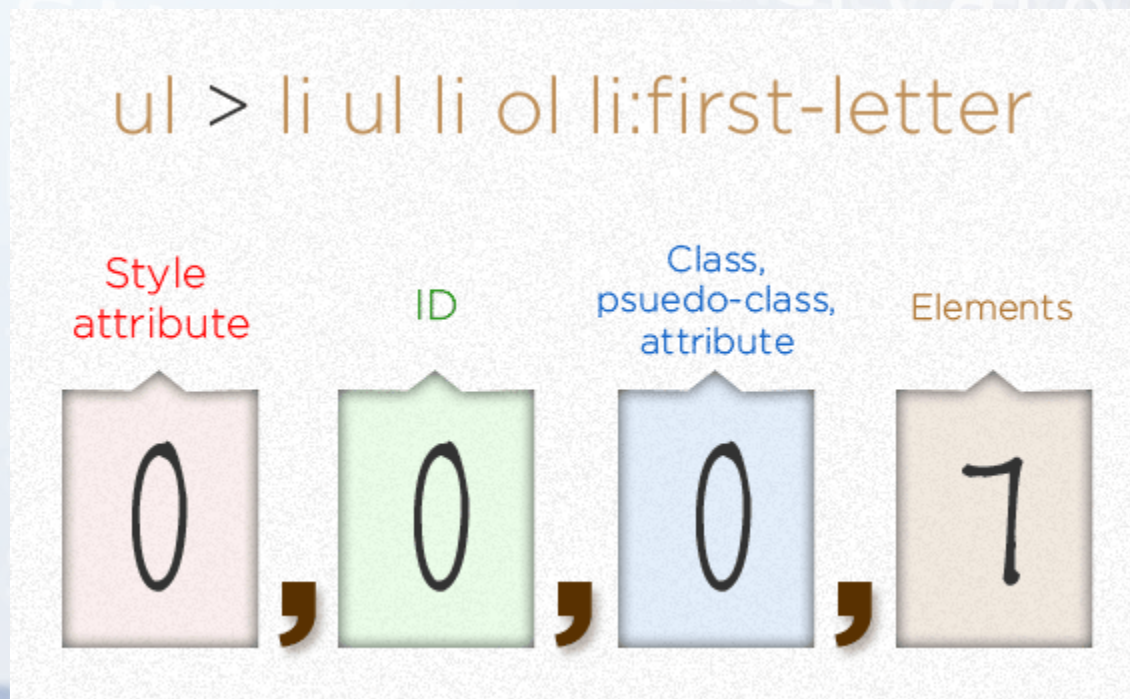 ul > li ul li ol li:first-letter
Style
attribute
ID
Class,
psuedo-class,
attribute
Elements
0 , 0 , 0 , 7